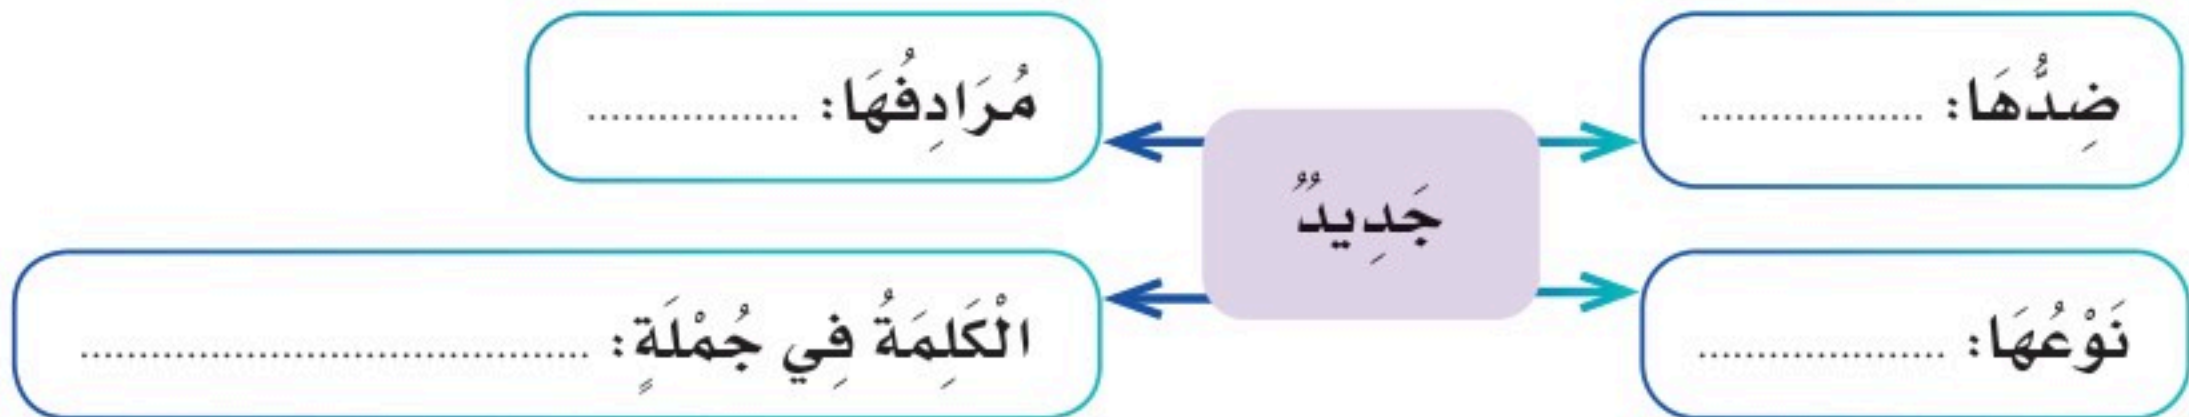 ضِدُّهَا: ...................
مُرَادِفُهَا: ..................
جَدِيدٌ
نَوْعُهَا: .....................
الْكَلِمَةُ فِي جُمْلَةٍ: ...........................................